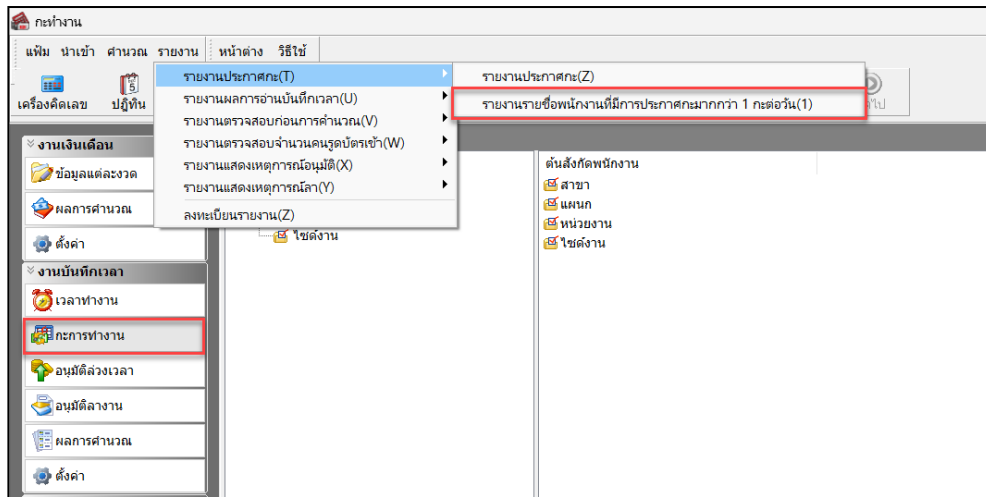 กะทำงาน
แฟ้ม นำเข้า คำนวณ รายงาน หน้าต่าง วิธีใช้
เครื่องคิดเลข ปฏิทิน
รายงานประกาศกะ(T)
รายงานผลการอ่านบันทึกเวลา(U)
รายงานตรวจสอบก่อนการคำนวณ(V)
รายงานตรวจสอบจำนวนคนรูดบัตรเข้า(W)
รายงานแสดงเหตุการณ์อนุมัติ(X)
รายงานแสดงเหตุการณ์ลา(Y)
ลงทะเบียนรายงาน(Z)
รายงานประกาศกะ(Z)
รายงานรายชื่อพนักงานที่มีการประกาศกะมากกว่า 1 กะต่อวัน(1)
งานเงินเดือน
ข้อมูลแต่ละงวด
ผลการคำนวณ
ตั้งค่า
งานบันทึกเวลา
เวลาทำงาน
กะการทำงาน
อนุมัติล่วงเวลา
อนุมัติลางาน
ผลการคำนวณ
ตั้งค่า
ไซด์งาน
ต้นสังกัดพนักงาน
สาขา
แผนก
หน่วยงาน
ไซด์งาน